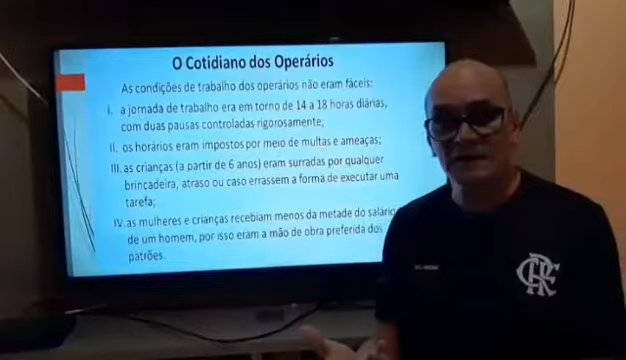 O Cotidiano dos Operários
As condições de trabalho dos operários não eram fáceis:
I. a jornada de trabalho era em torno de 14 a 18 horas diárias,
com duas pausas controladas rigorosamente;
II. os horários eram impostos por meio de multas e ameaças;
III. as crianças (a partir de 6 anos) eram surradas por qualquer
brincadeira, atraso ou caso errassem a forma de executar uma
tarefa;
IV. as mulheres e crianças recebiam menos da metade do salário
de um homem, por isso eram a mão de obra preferida dos
patrões.